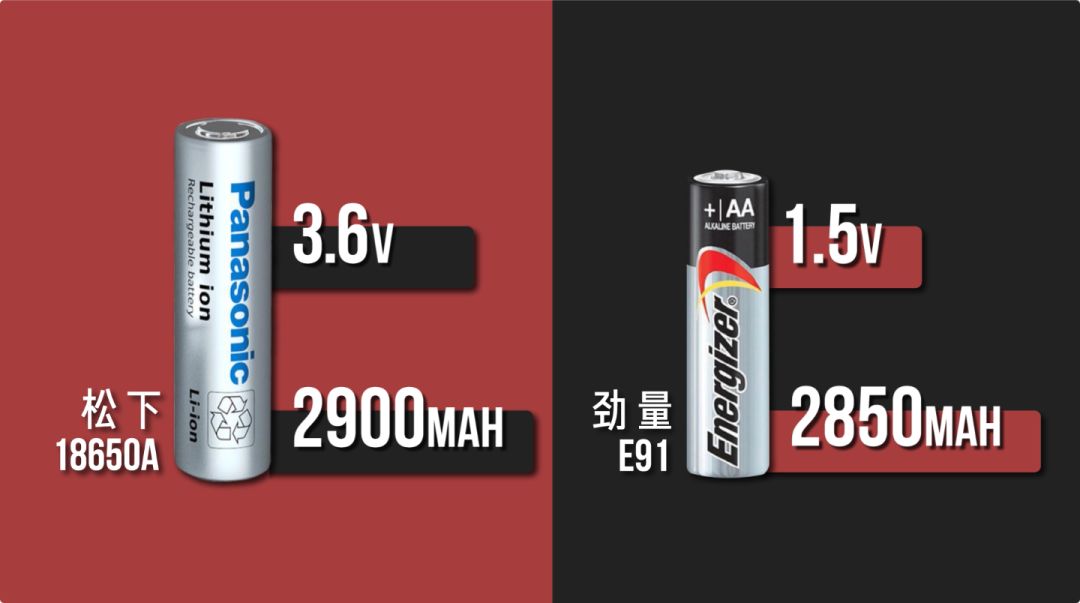 Panasonic
Lithium ion
Rechargeable battery
Li-ion
3.6V
2900MAH
松下
18650A
+|AA
ALKALINE BATTERY
Energizer®
1.5V
2850MAH
劲量
E91